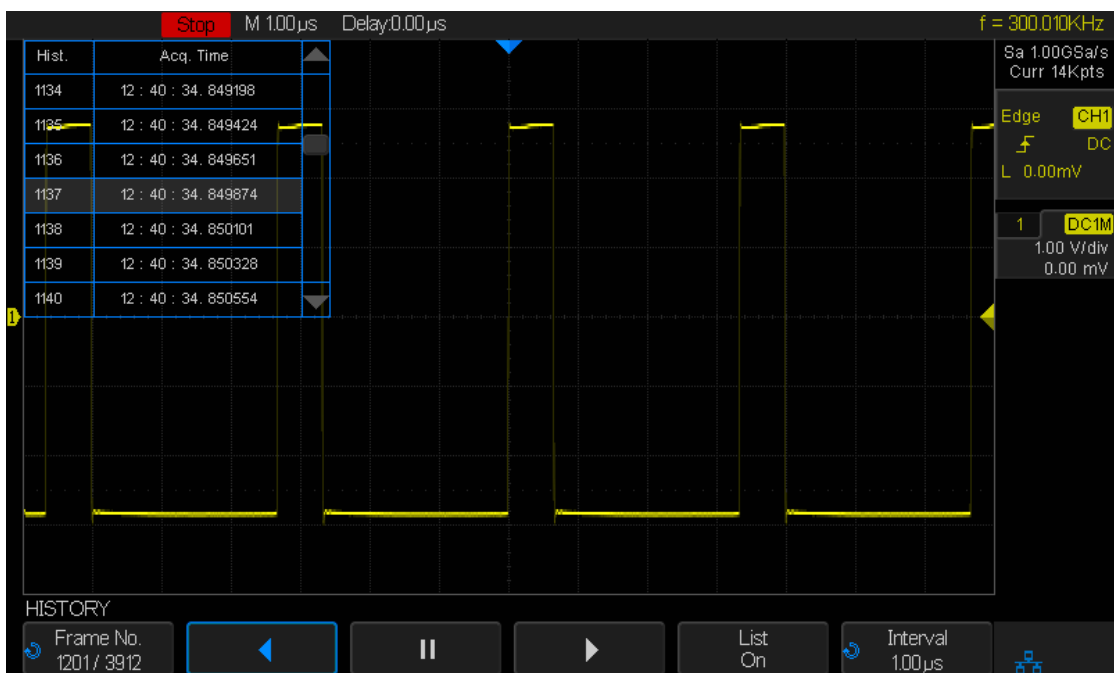 Stop M 1.00µs Delay:0.00µs f = 300.010KHz
Hist. Acq. Time
1134 12 : 40 : 34. 849198
1135 12 : 40 : 34. 849424
1136 12 : 40 : 34. 849651
1137 12 : 40 : 34. 849874
1138 12 : 40 : 34. 850101
1139 12 : 40 : 34. 850328
1140 12 : 40 : 34. 850554
Sa 1.00GSa/s
Curr 14Kpts
Edge CH1
DC
L 0.00mV
1 DC1M
1.00 V/div
0.00 mV
1
HISTORY
Frame No.
1201 / 3912
List
On
Interval
1.00µs